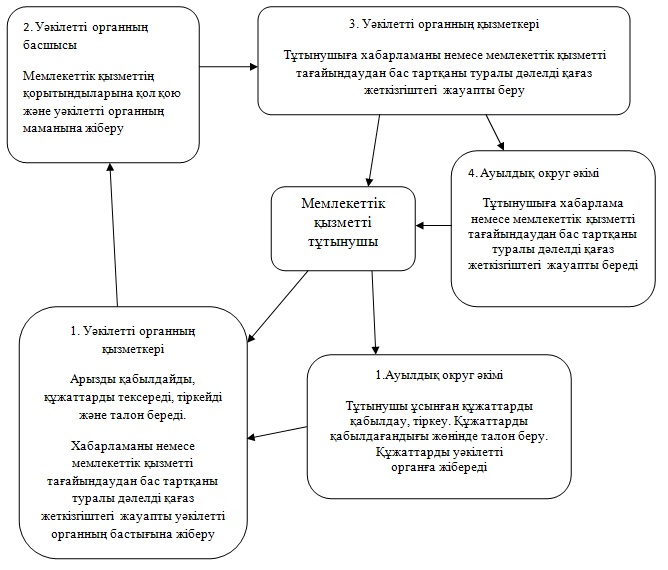 2. Уәкілетті органның
басшысы
Мемлекеттік қызметтің
қорытындыларына қол қою
және уәкілетті органның
маманына жіберу
3. Уәкілетті органның қызметкері
Тұтынушыға хабарламаны немесе мемлекеттік қызметті
тағайындаудан бас тартқаны туралы дәлелді қағаз
жеткізгіштегі жауапты беру
4. Ауылдық округ әкімі
Тұтынушыға хабарлама
немесе мемлекеттік қызметті
тағайындаудан бас тартқаны
туралы дәлелді қағаз
жеткізгіштегі жауапты береді
Мемлекеттік
қызметті
тұтынушы
1. Уәкілетті органның
қызметкері
Арызды қабылдайды,
құжаттарды тексереді, тіркейді
және талон береді.
Хабарламаны немесе
мемлекеттік қызметті
тағайындаудан бас тартқаны
туралы дәлелді қағаз
жеткізгіштегі жауапты уәкілетті
органның бастығына жіберу
1.Ауылдық округ әкімі
Тұтынушы ұсынған құжаттарды
қабылдау, тіркеу. Құжаттарды
қабылдағандығы жөнінде талон беру.
Құжаттарды уәкілетті
органға жібереді